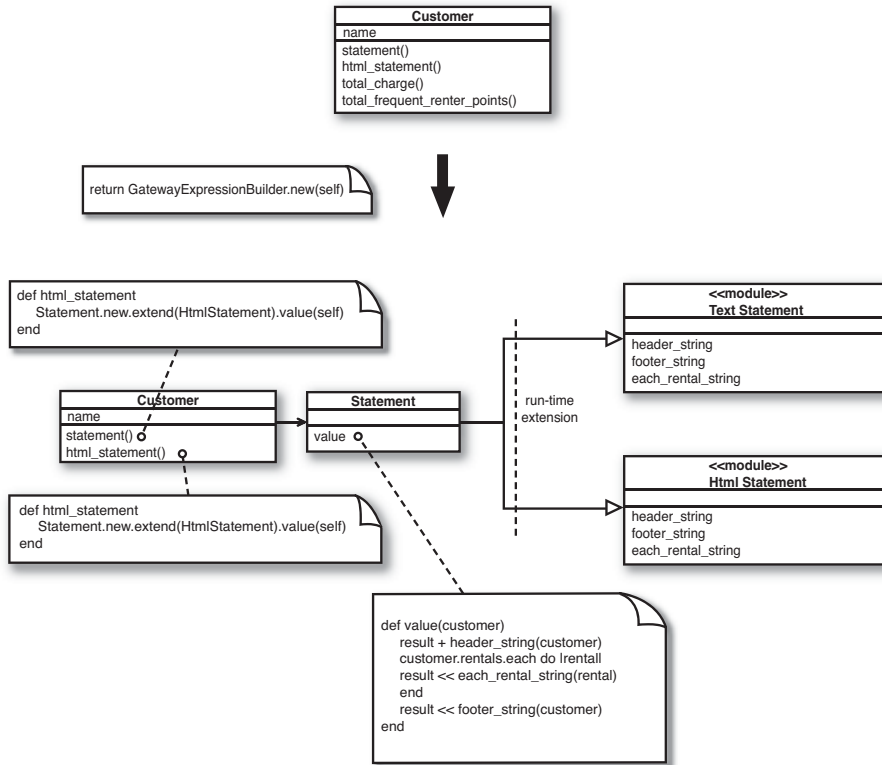 Customer
name
statement()
html_statement()
total_charge()
total_frequent_renter_points()
return GatewayExpressionBuilder.new(self)
def html_statement
Statement.new.extend(HtmlStatement).value(self)
end
Customer
name
statement()
html_statement()
Statement
value
run-time
extension
<<module>>
Text Statement
header_string
footer_string
each_rental_string
<<module>>
Html Statement
header_string
footer_string
each_rental_string
def html_statement
Statement.new.extend(HtmlStatement).value(self)
end
def value(customer)
result + header_string(customer)
customer.rentals.each do |rental|
result << each_rental_string(rental)
end
result << footer_string(customer)
end